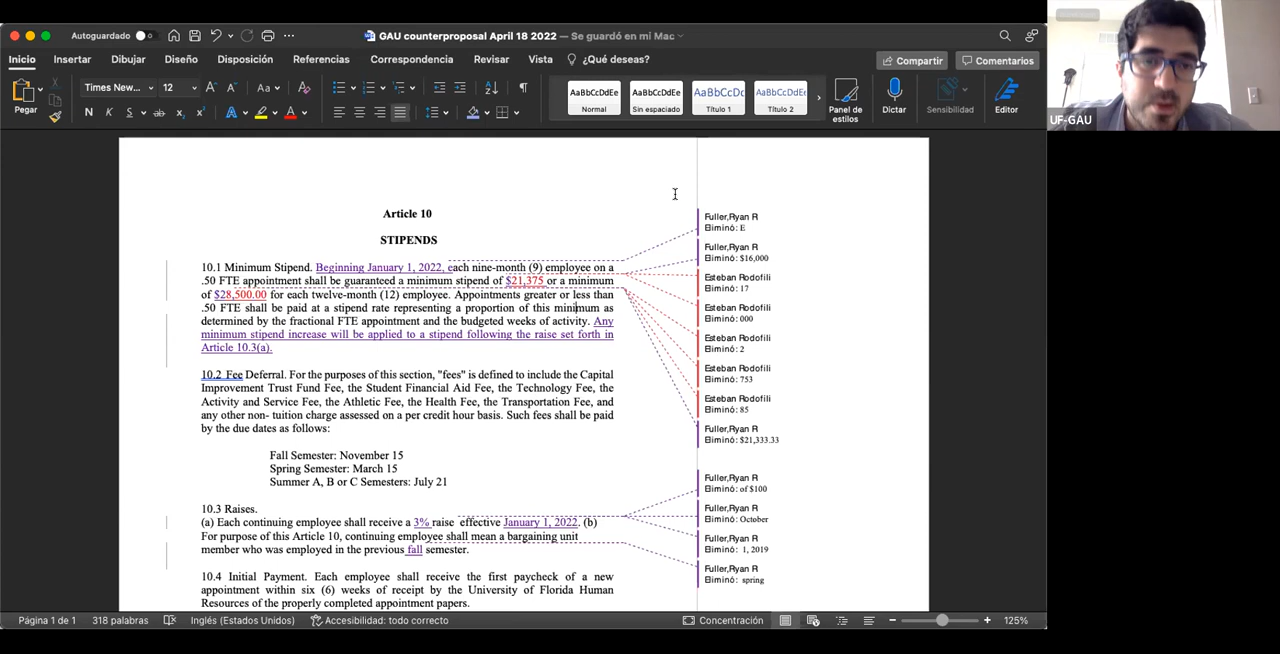 Autoguardado
GAU counterproposal April 18 2022 — Se guardó en mi Mac
Inicio Insertar Dibujar Diseño Disposición Referencias Correspondencia Revisar Vista ¿Qué deseas? Compartir Comentarios
Times New... 12
Pegar
N K S ab x₂ x²
AaBbCcDdEe AaBbCcDdEe AaBbCcDc AaBbCcDdEe
Normal Sin espaciado Título 1 Título 2
Panel de estilos
Dictar
Sensibilidad
Editor
UF-GAU
Article 10
STIPENDS
10.1 Minimum Stipend. Beginning January 1, 2022, each nine-month (9) employee on a
.50 FTE appointment shall be guaranteed a minimum stipend of $21,375 or a minimum
of $28,500.00 for each twelve-month (12) employee. Appointments greater or less than
.50 FTE shall be paid at a stipend rate representing a proportion of this minimum as
determined by the fractional FTE appointment and the budgeted weeks of activity. Any
minimum stipend increase will be applied to a stipend following the raise set forth in
Article 10.3(a).
10.2 Fee Deferral. For the purposes of this section, "fees" is defined to include the Capital
Improvement Trust Fund Fee, the Student Financial Aid Fee, the Technology Fee, the
Activity and Service Fee, the Athletic Fee, the Health Fee, the Transportation Fee, and
any other non- tuition charge assessed on a per credit hour basis. Such fees shall be paid
by the due dates as follows:
Fall Semester: November 15
Spring Semester: March 15
Summer A, B or C Semesters: July 21
10.3 Raises.
(a) Each continuing employee shall receive a 3% raise effective January 1, 2022. (b)
For purpose of this Article 10, continuing employee shall mean a bargaining unit
member who was employed in the previous fall semester.
10.4 Initial Payment. Each employee shall receive the first paycheck of a new
appointment within six (6) weeks of receipt by the University of Florida Human
Resources of the properly completed appointment papers.
Fuller,Ryan R
Eliminó: E
Fuller,Ryan R
Eliminó: $16,000
Esteban Rodofili
Eliminó: 17
Esteban Rodofili
Eliminó: 000
Esteban Rodofili
Eliminó: 2
Esteban Rodofili
Eliminó: 753
Esteban Rodofili
Eliminó: 85
Fuller,Ryan R
Eliminó: $21,333.33
Fuller,Ryan R
Eliminó: of $100
Fuller,Ryan R
Eliminó: October
Fuller,Ryan R
Eliminó: 1, 2019
Fuller,Ryan R
Eliminó: spring
Página 1 de 1 318 palabras Inglés (Estados Unidos) Accesibilidad: todo correcto Concentración 125%